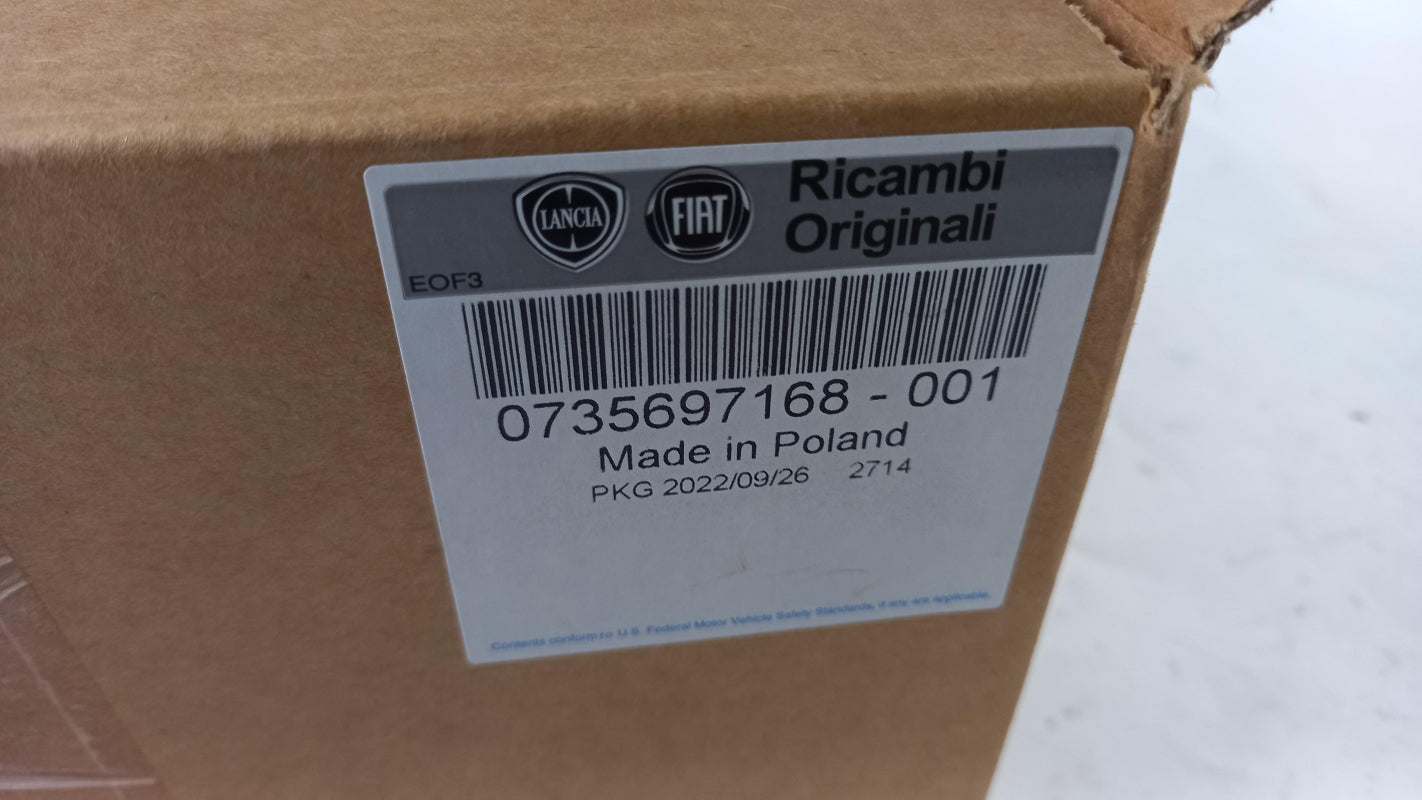 LANCIA
FIAT
Ricambi
Originali
EOF3
0735697168 - 001
Made in Poland
PKG 2022/09/26 2714
Contents conform to U.S. Federal Motor Vehicle Safety Standards, if any are applicable.